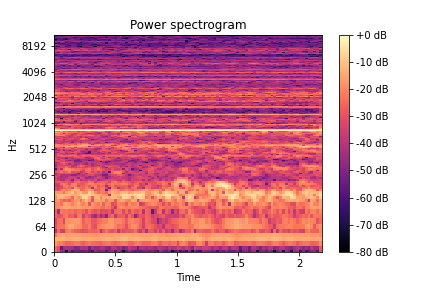 Power spectrogram
8192
4096
2048
1024
512
256
128
64
0
Hz
0
0.5
1
1.5
2
Time
+0 dB
-10 dB
-20 dB
-30 dB
-40 dB
-50 dB
-60 dB
-70 dB
-80 dB